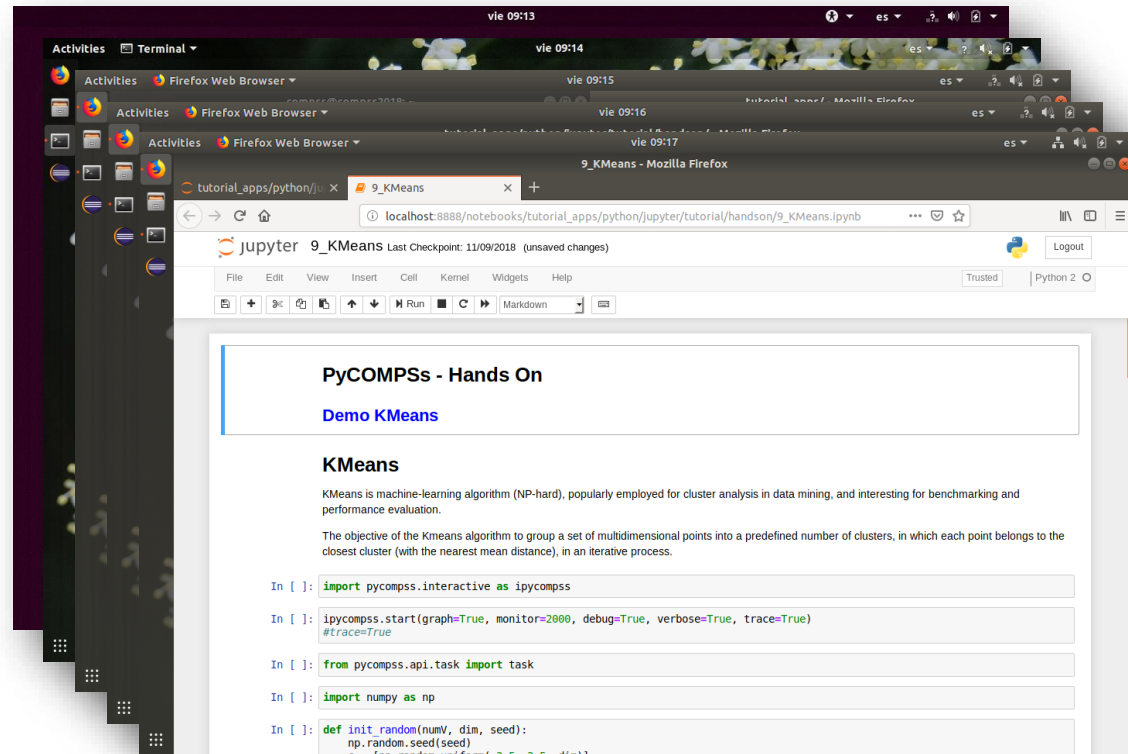 vie 09:13
es
Activities Terminal vie 09:14 es
Activities Firefox Web Browser vie 09:15 es
Activities Firefox Web Browser vie 09:16 es
Activities Firefox Web Browser vie 09:17 es
9_KMeans - Mozilla Firefox
tutorial_apps/python/ju 9_KMeans
localhost:8888/notebooks/tutorial_apps/python/jupyter/tutorial/handson/9_KMeans.ipynb
jupyter 9_KMeans Last Checkpoint: 11/09/2018 (unsaved changes) Logout
File Edit View Insert Cell Kernel Widgets Help Trusted Python 2
Run Markdown
PyCOMPSs - Hands On
Demo KMeans
KMeans
KMeans is machine-learning algorithm (NP-hard), popularly employed for cluster analysis in data mining, and interesting for benchmarking and
performance evaluation.
The objective of the Kmeans algorithm to group a set of multidimensional points into a predefined number of clusters, in which each point belongs to the
closest cluster (with the nearest mean distance), in an iterative process.
In [ ]: import pycompss.interactive as ipycompss
In [ ]: ipycompss.start(graph=True, monitor=2000, debug=True, verbose=True, trace=True)
#trace=True
In [ ]: from pycompss.api.task import task
In [ ]: import numpy as np
In [ ]: def init_random(numV, dim, seed):
np.random.seed(seed)